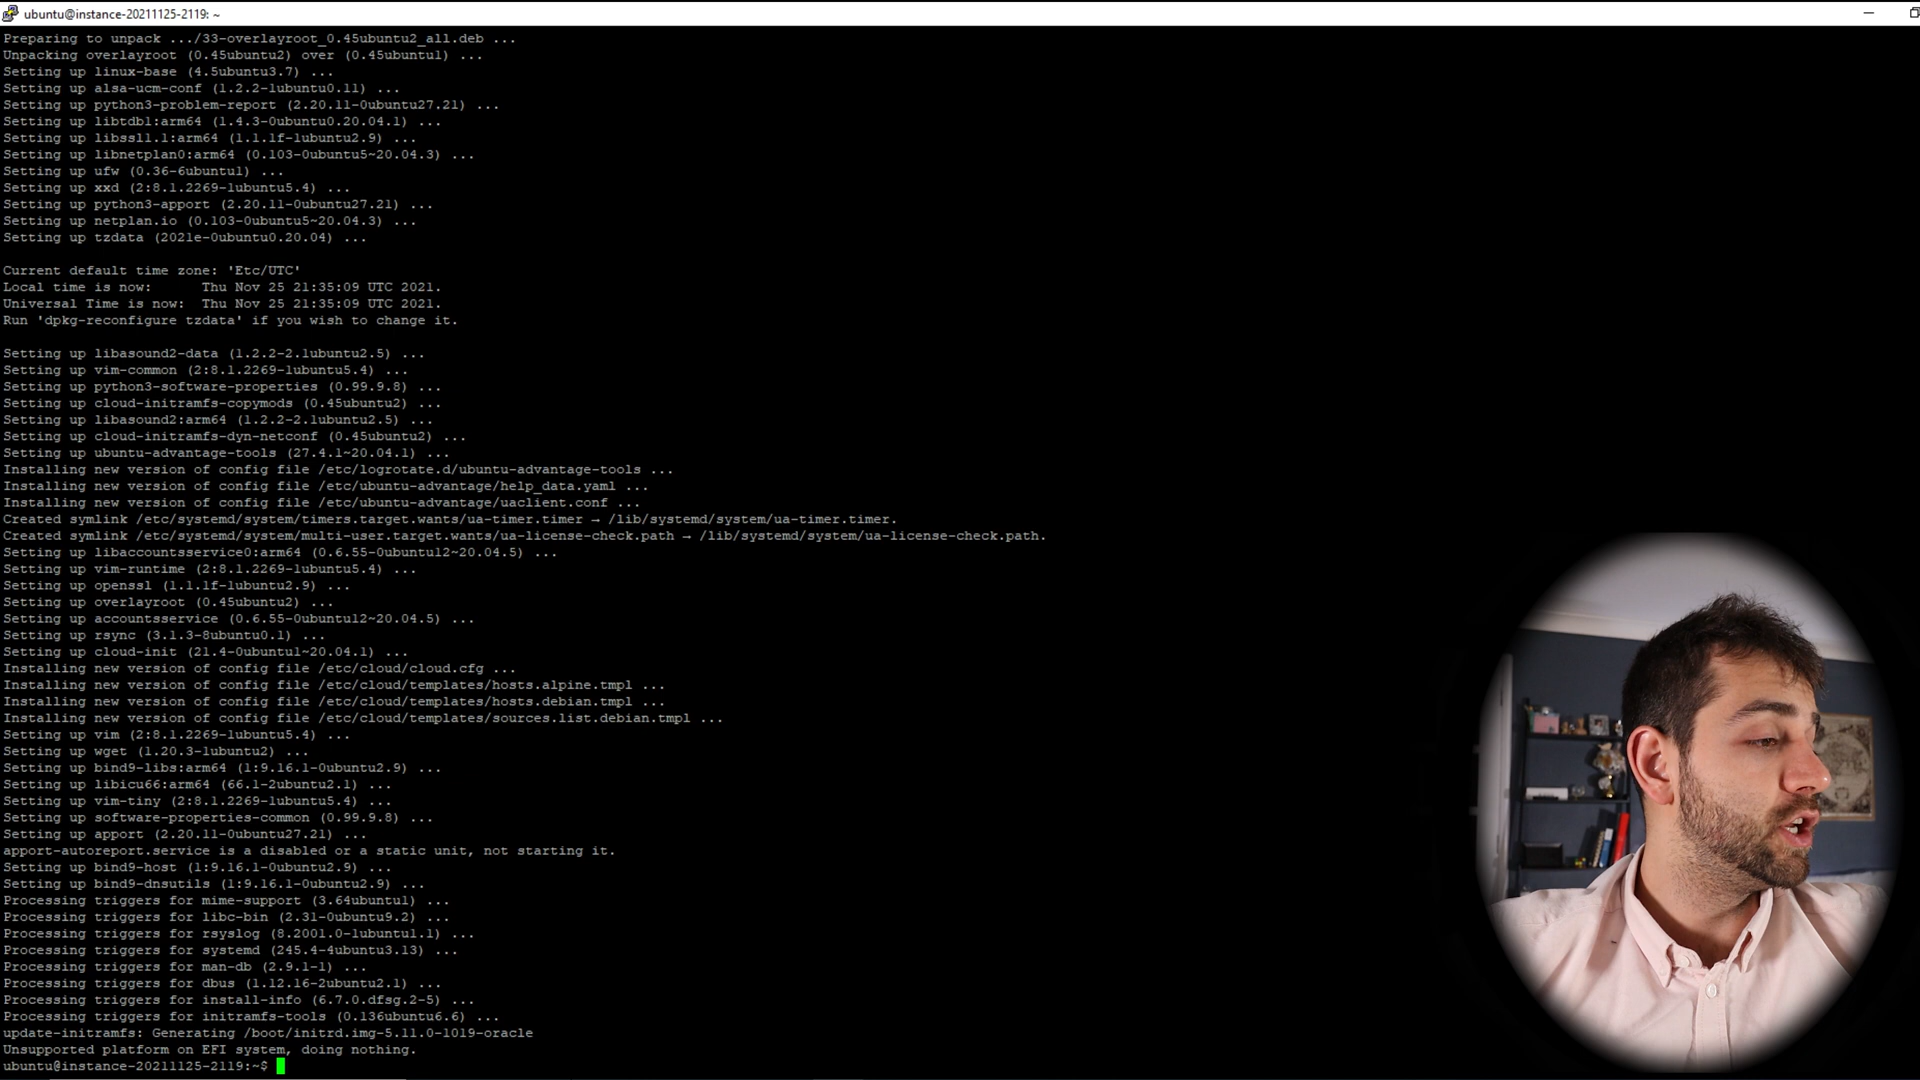 ubuntu@instance-20211125-2119: ~
Preparing to unpack .../33-overlayroot_0.45ubuntu2_all.deb ...
Unpacking overlayroot (0.45ubuntu2) over (0.45ubuntu1) ...
Setting up linux-base (4.5ubuntu3.7) ...
Setting up alsa-ucm-conf (1.2.2-1ubuntu0.11) ...
Setting up python3-problem-report (2.20.11-0ubuntu27.21) ...
Setting up libtdb1:arm64 (1.4.3-0ubuntu0.20.04.1) ...
Setting up libssl1.1:arm64 (1.1.1f-1ubuntu2.9) ...
Setting up libnetplan0:arm64 (0.103-0ubuntu5~20.04.3) ...
Setting up ufw (0.36-6ubuntu1) ...
Setting up xxd (2:8.1.2269-1ubuntu5.4) ...
Setting up python3-apport (2.20.11-0ubuntu27.21) ...
Setting up netplan.io (0.103-0ubuntu5~20.04.3) ...
Setting up tzdata (2021e-0ubuntu0.20.04) ...
Current default time zone: 'Etc/UTC'
Local time is now:      Thu Nov 25 21:35:09 UTC 2021.
Universal Time is now:  Thu Nov 25 21:35:09 UTC 2021.
Run 'dpkg-reconfigure tzdata' if you wish to change it.
Setting up libasound2-data (1.2.2-2.1ubuntu2.5) ...
Setting up vim-common (2:8.1.2269-1ubuntu5.4) ...
Setting up python3-software-properties (0.99.9.8) ...
Setting up cloud-initramfs-copymods (0.45ubuntu2) ...
Setting up libasound2:arm64 (1.2.2-2.1ubuntu2.5) ...
Setting up cloud-initramfs-dyn-netconf (0.45ubuntu2) ...
Setting up ubuntu-advantage-tools (27.4.1~20.04.1) ...
Installing new version of config file /etc/logrotate.d/ubuntu-advantage-tools ...
Installing new version of config file /etc/ubuntu-advantage/help_data.yaml ...
Installing new version of config file /etc/ubuntu-advantage/uaclient.conf ...
Created symlink /etc/systemd/system/timers.target.wants/ua-timer.timer → /lib/systemd/system/ua-timer.timer.
Created symlink /etc/systemd/system/multi-user.target.wants/ua-license-check.path → /lib/systemd/system/ua-license-check.path.
Setting up libaccountsservice0:arm64 (0.6.55-0ubuntu12~20.04.5) ...
Setting up vim-runtime (2:8.1.2269-1ubuntu5.4) ...
Setting up openssl (1.1.1f-1ubuntu2.9) ...
Setting up overlayroot (0.45ubuntu2) ...
Setting up accountsservice (0.6.55-0ubuntu12~20.04.5) ...
Setting up rsync (3.1.3-8ubuntu0.1) ...
Setting up cloud-init (21.4-0ubuntu1~20.04.1) ...
Installing new version of config file /etc/cloud/cloud.cfg ...
Installing new version of config file /etc/cloud/templates/hosts.alpine.tmpl ...
Installing new version of config file /etc/cloud/templates/hosts.debian.tmpl ...
Installing new version of config file /etc/cloud/templates/sources.list.debian.tmpl ...
Setting up vim (2:8.1.2269-1ubuntu5.4) ...
Setting up wget (1.20.3-1ubuntu2) ...
Setting up bind9-libs:arm64 (1:9.16.1-0ubuntu2.9) ...
Setting up libicu66:arm64 (66.1-2ubuntu2.1) ...
Setting up vim-tiny (2:8.1.2269-1ubuntu5.4) ...
Setting up software-properties-common (0.99.9.8) ...
Setting up apport (2.20.11-0ubuntu27.21) ...
apport-autoreport.service is a disabled or a static unit, not starting it.
Setting up bind9-host (1:9.16.1-0ubuntu2.9) ...
Setting up bind9-dnsutils (1:9.16.1-0ubuntu2.9) ...
Processing triggers for mime-support (3.64ubuntu1) ...
Processing triggers for libc-bin (2.31-0ubuntu9.2) ...
Processing triggers for rsyslog (8.2001.0-1ubuntu1.1) ...
Processing triggers for systemd (245.4-4ubuntu3.13) ...
Processing triggers for man-db (2.9.1-1) ...
Processing triggers for dbus (1.12.16-2ubuntu2.1) ...
Processing triggers for install-info (6.7.0.dfsg.2-5) ...
Processing triggers for initramfs-tools (0.136ubuntu6.6) ...
update-initramfs: Generating /boot/initrd.img-5.11.0-1019-oracle
Unsupported platform on EFI system, doing nothing.
ubuntu@instance-20211125-2119:~$